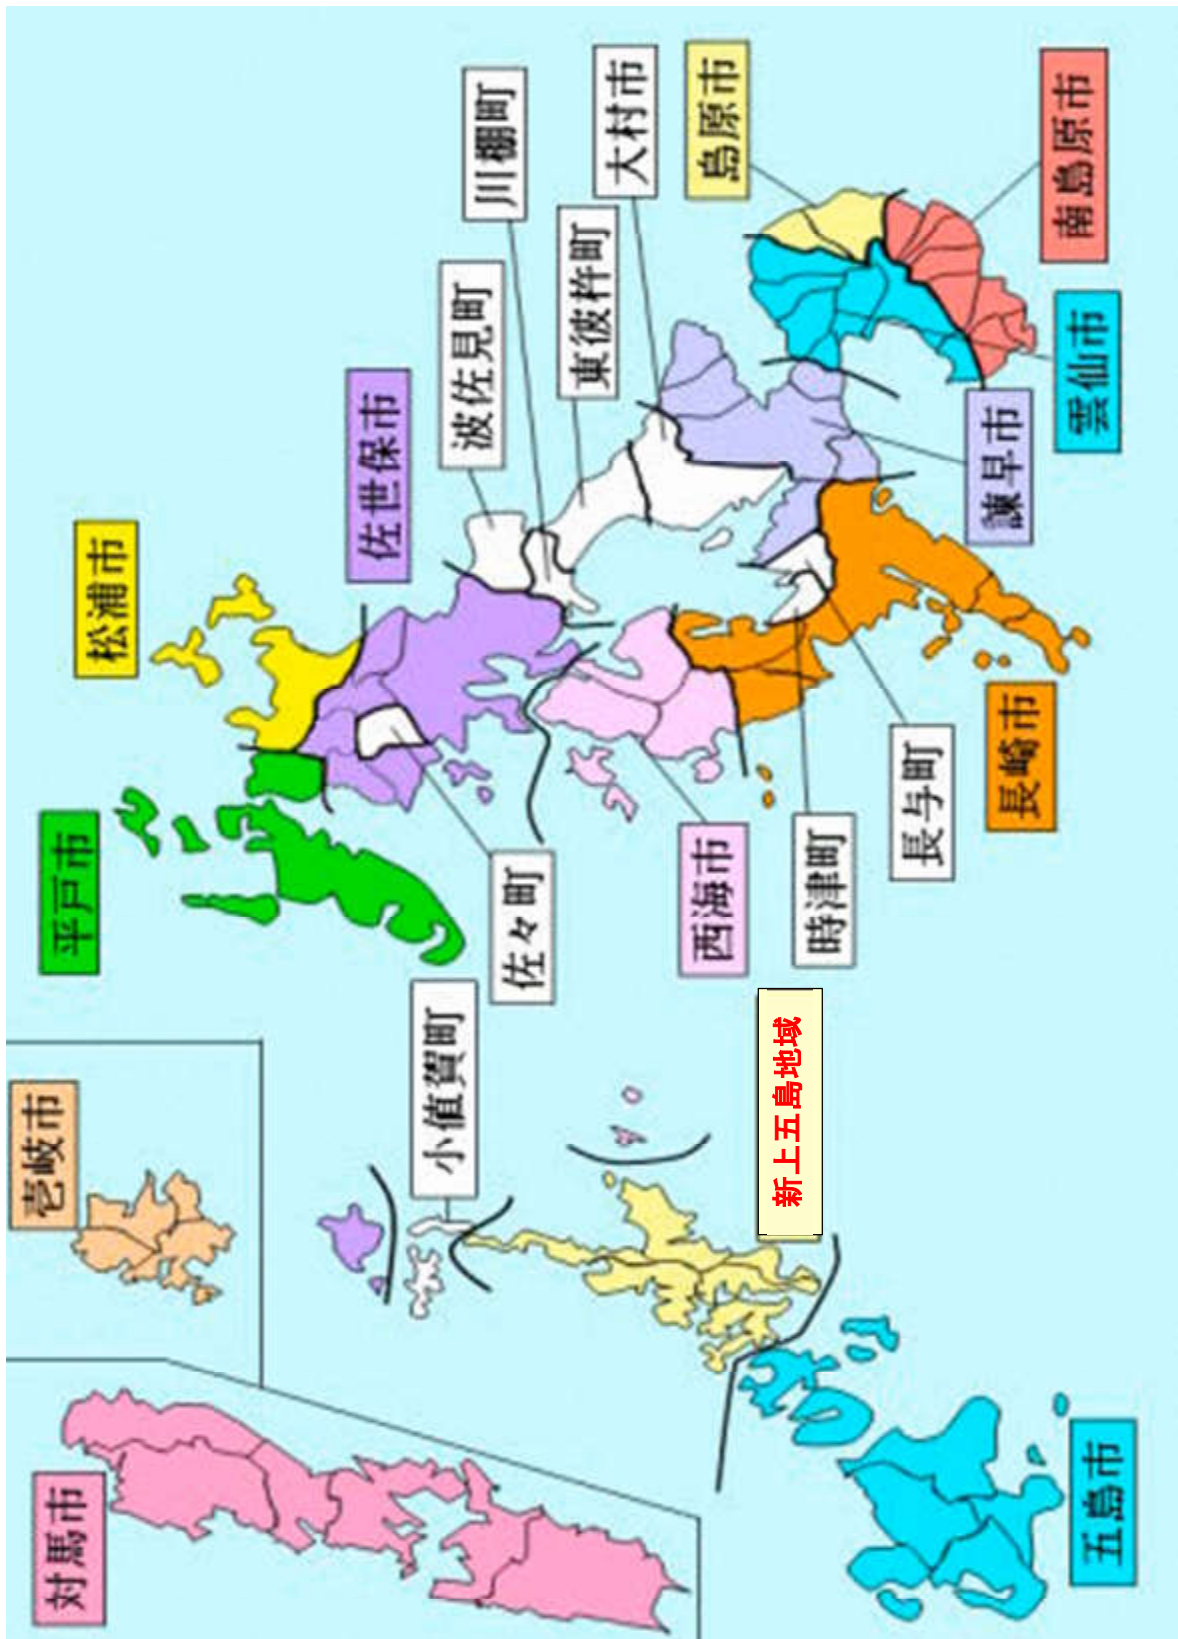 対馬市
壱岐市
平戸市
松浦市
佐世保市
波佐見町
川棚町
東彼杵町
大村市
島原市
南島原市
雲仙市
諫早市
小値賀町
佐々町
西海市
時津町
長与町
長崎市
新上五島地域
五島市